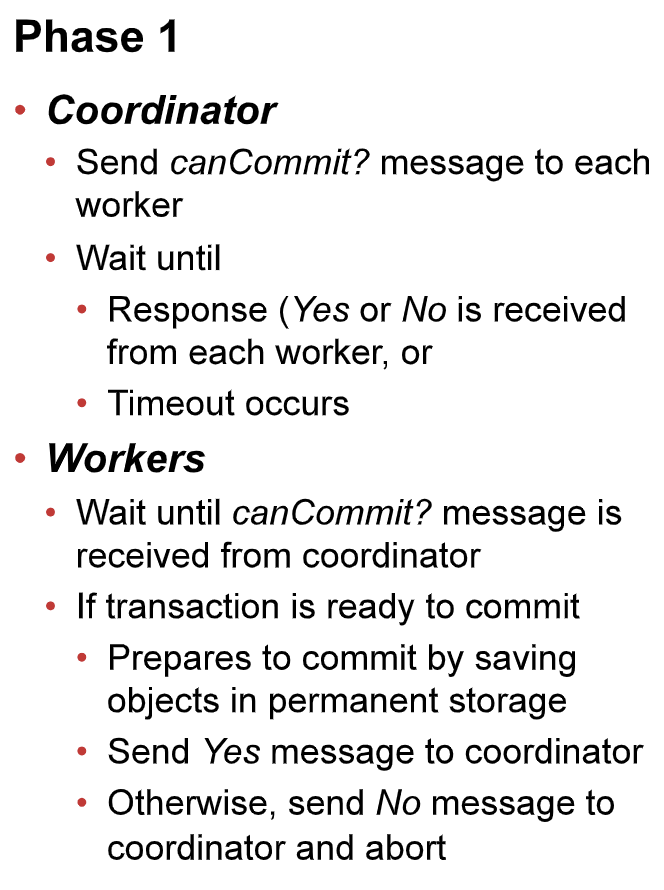 Phase 1
• Coordinator
• Send canCommit? message to each
worker
• Wait until
• Response (Yes or No is received
from each worker, or
• Timeout occurs
• Workers
• Wait until canCommit? message is
received from coordinator
• If transaction is ready to commit
• Prepares to commit by saving
objects in permanent storage
• Send Yes message to coordinator
• Otherwise, send No message to
coordinator and abort